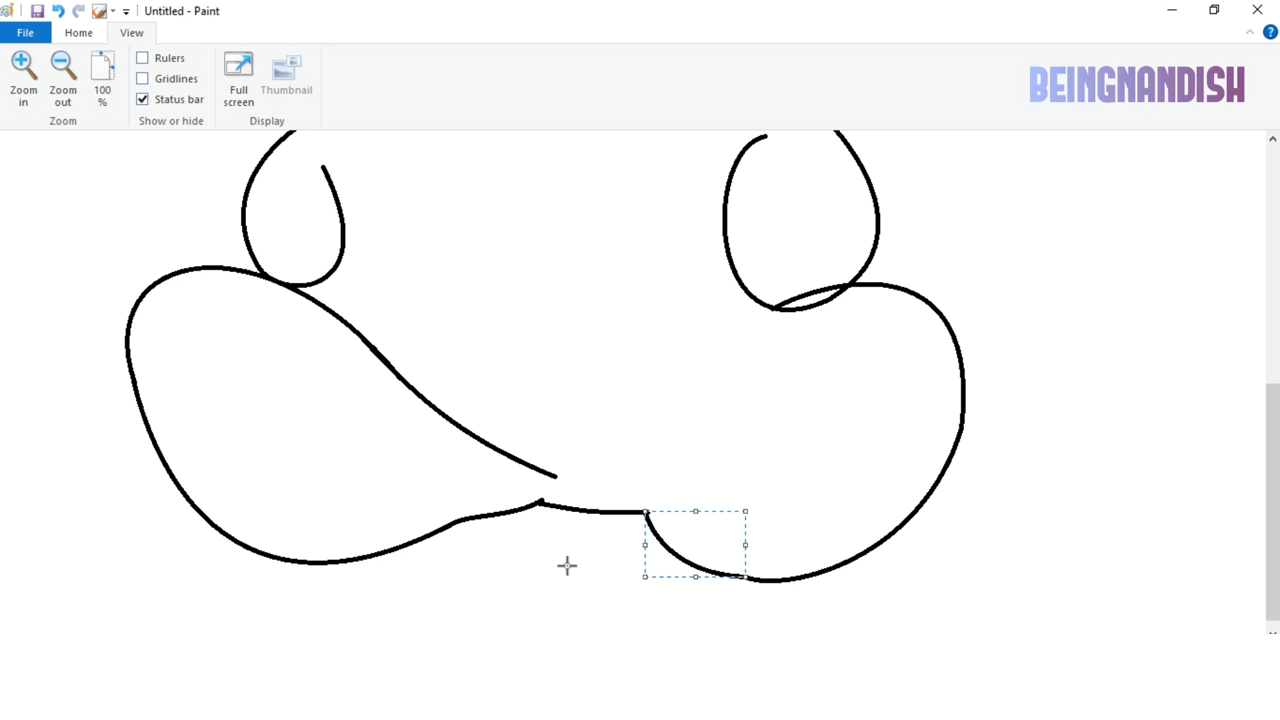 Untitled - Paint
File Home View
Zoom in
Zoom out
100 %
Rulers
Gridlines
Status bar
Full screen
Thumbnail
Zoom
Show or hide
Display
BEINGNANDISH